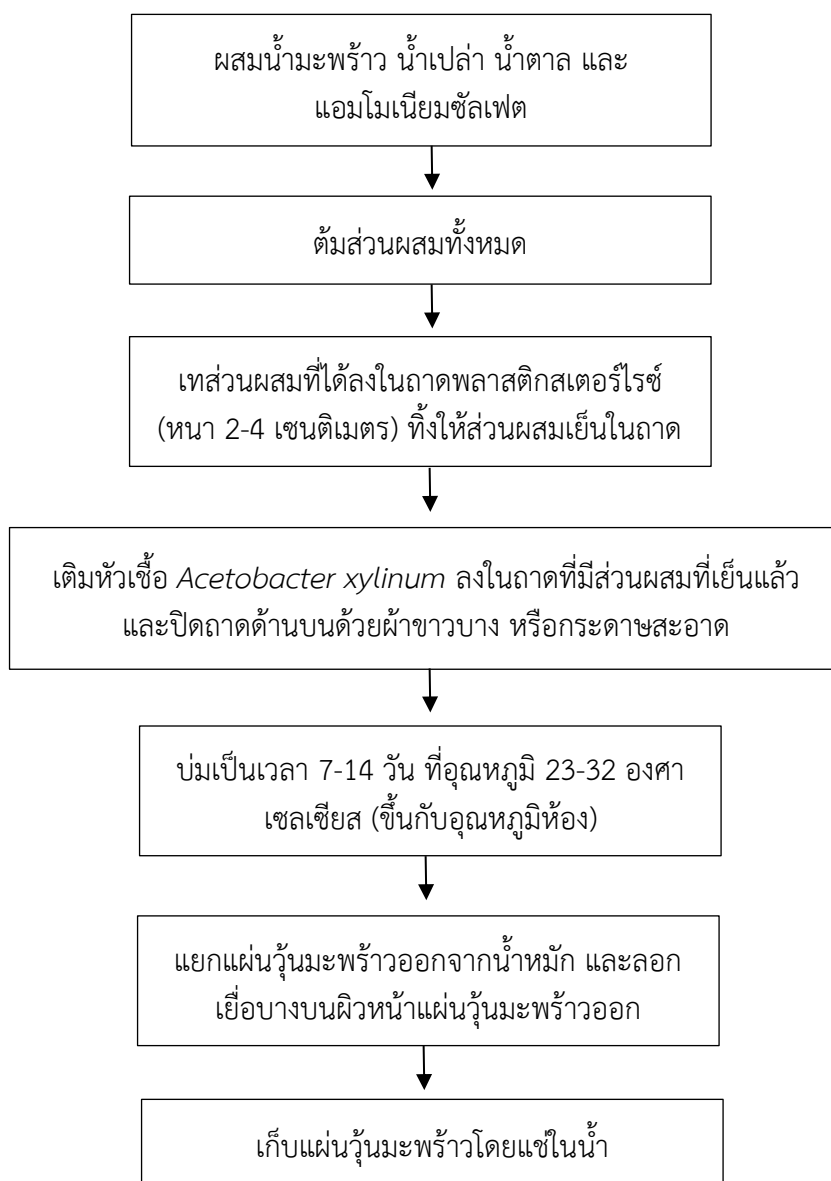 ผสมน้ำมะพร้าว น้ำเปล่า น้ำตาล และ
แอมโมเนียมซัลเฟต
ต้มส่วนผสมทั้งหมด
เทส่วนผสมที่ได้ลงในถาดพลาสติกสเตอร์ไรซ์
(หนา 2-4 เซนติเมตร) ทิ้งให้ส่วนผสมเย็นในถาด
เติมหัวเชื้อ Acetobacter xylinum ลงในถาดที่มีส่วนผสมที่เย็นแล้ว
และปิดถาดด้านบนด้วยผ้าขาวบาง หรือกระดาษสะอาด
บ่มเป็นเวลา 7-14 วัน ที่อุณหภูมิ 23-32 องศา
เซลเซียส (ขึ้นกับอุณหภูมิห้อง)
แยกแผ่นวุ้นมะพร้าวออกจากน้ำหมัก และลอก
เยื่อบางบนผิวหน้าแผ่นวุ้นมะพร้าวออก
เก็บแผ่นวุ้นมะพร้าวโดยแช่ในน้ำ